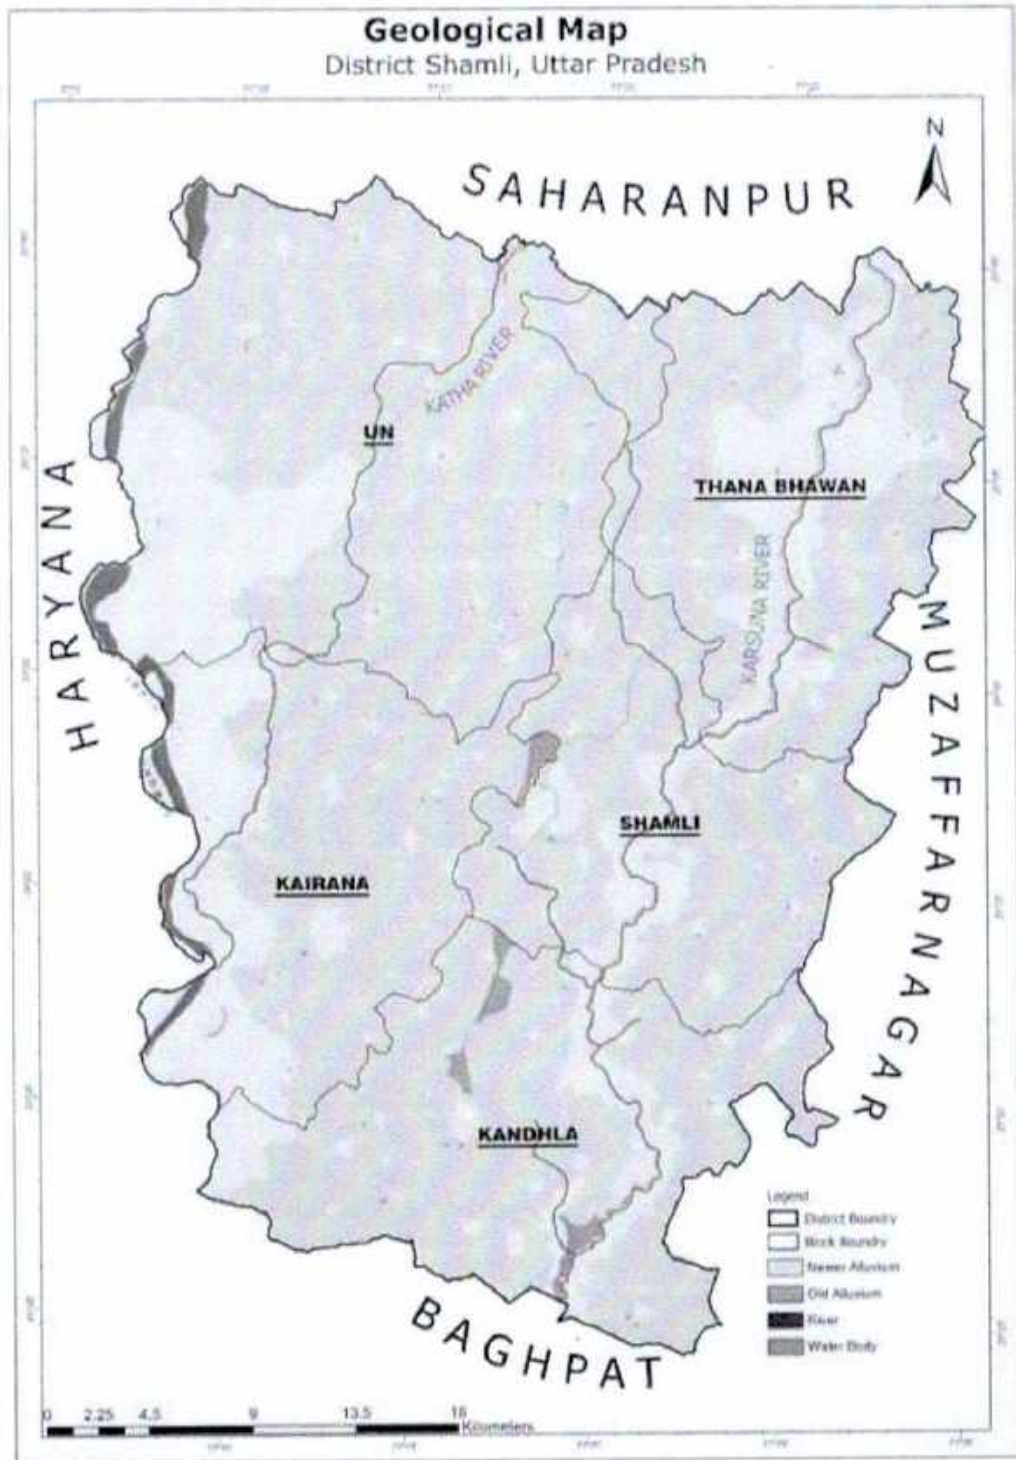 Geological Map
District Shamli, Uttar Pradesh
N
SAHARANPUR
KATHA RIVER
UN
THANA BHAWAN
HARYANA
KARSUNA RIVER
MUZAFFARNAGAR
SHAMLI
KAIRANA
KANDHLA
Legend
District Boundry
Block Boundry
Newer Alluvium
Old Alluvium
River
Water Body
BAGHPAT
0 2.25 4.5 9 13.5 18
Kilometers